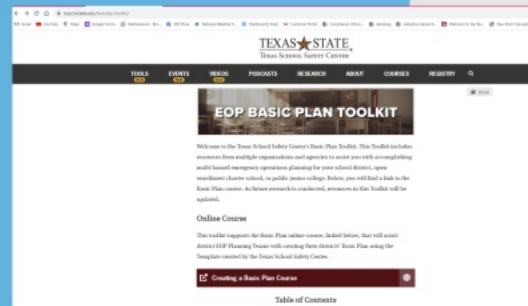 TEXAS★STATE
TEXAS SCHOOL SAFETY CENTER
TOOLS EVENTS VIDEOS PODCASTS RESEARCH ABOUT COURSES REGISTRY
Home
EOP BASIC PLAN TOOLKIT
Welcome to the Texas School Safety Center's Basic Plan Toolkit. This Toolkit includes
resources from multiple organizations and agencies to assist you with accomplishing
multi-hazard emergency operations planning for your school district, open
enrollment charter school, or public junior college. Below, you will find a link to the
Basic Plan course. As future research is conducted, resources in this Toolkit will be
updated.
Online Course
This toolkit supports the Basic Plan online course, linked below, that will assist
district EOP Planning Teams with creating their districts' Basic Plan using the
Template created by the Texas School Safety Center.
Creating a Basic Plan Course
Table of Contents